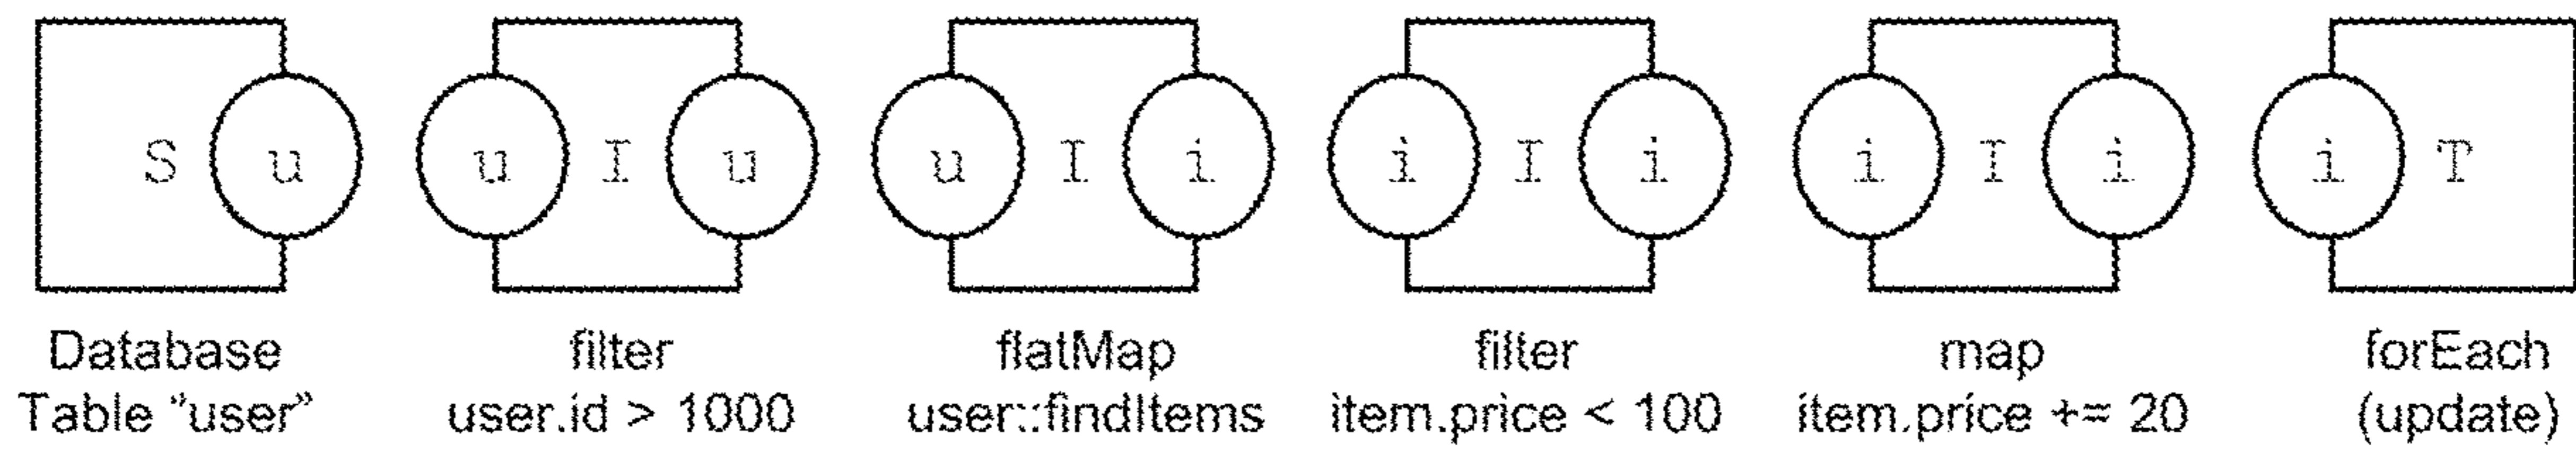 S u u I u u I i i I i i I i i T
Database filter flatMap filter map forEach
Table "user" user.id > 1000 user::findItems item.price < 100 item.price += 20 (update)